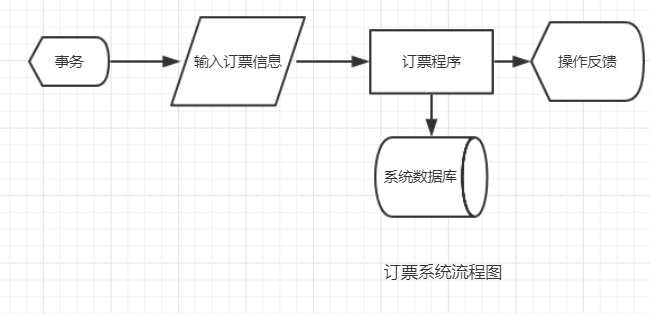 事务
输入订票信息
订票程序
操作反馈
系统数据库
订票系统流程图